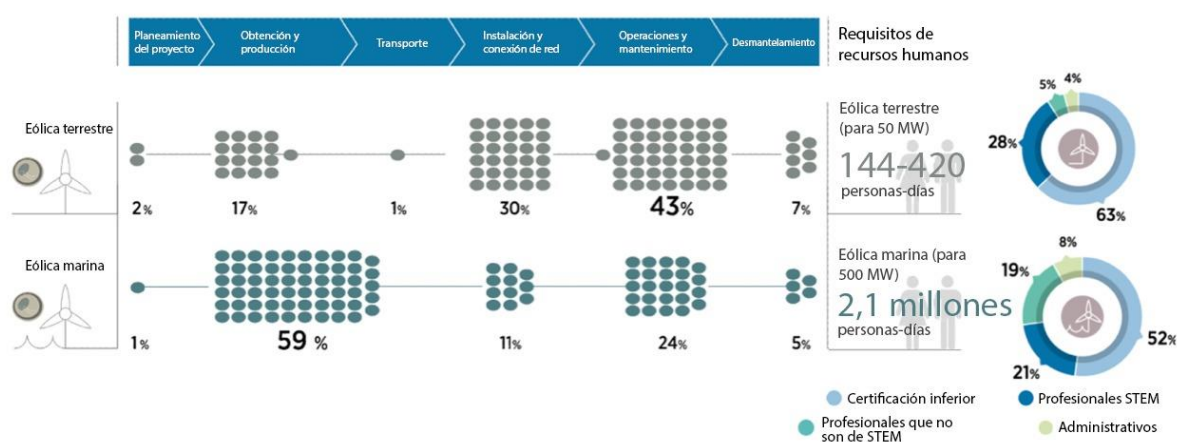 Planeamiento
del proyecto
Obtención y
producción
Transporte
Instalación y
conexión de red
Operaciones y
mantenimiento
Desmantelamiento
Requisitos de
recursos humanos
Eólica terrestre
2%
17%
1%
30%
43%
7%
Eólica terrestre
(para 50 MW)
144-420
personas-días
5%
4%
28%
63%
Eólica marina
1%
59 %
11%
24%
5%
Eólica marina (para
500 MW)
2,1 millones
personas-días
8%
19%
52%
21%
Certificación inferior
Profesionales STEM
Profesionales que no
son de STEM
Administrativos